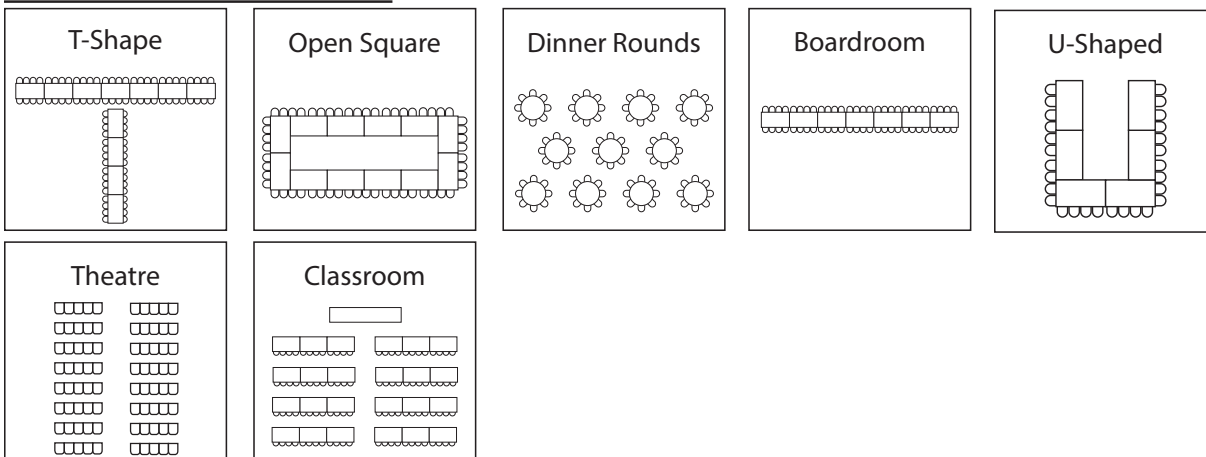 T-Shape
Open Square
Dinner Rounds
Boardroom
U-Shaped
Theatre
Classroom